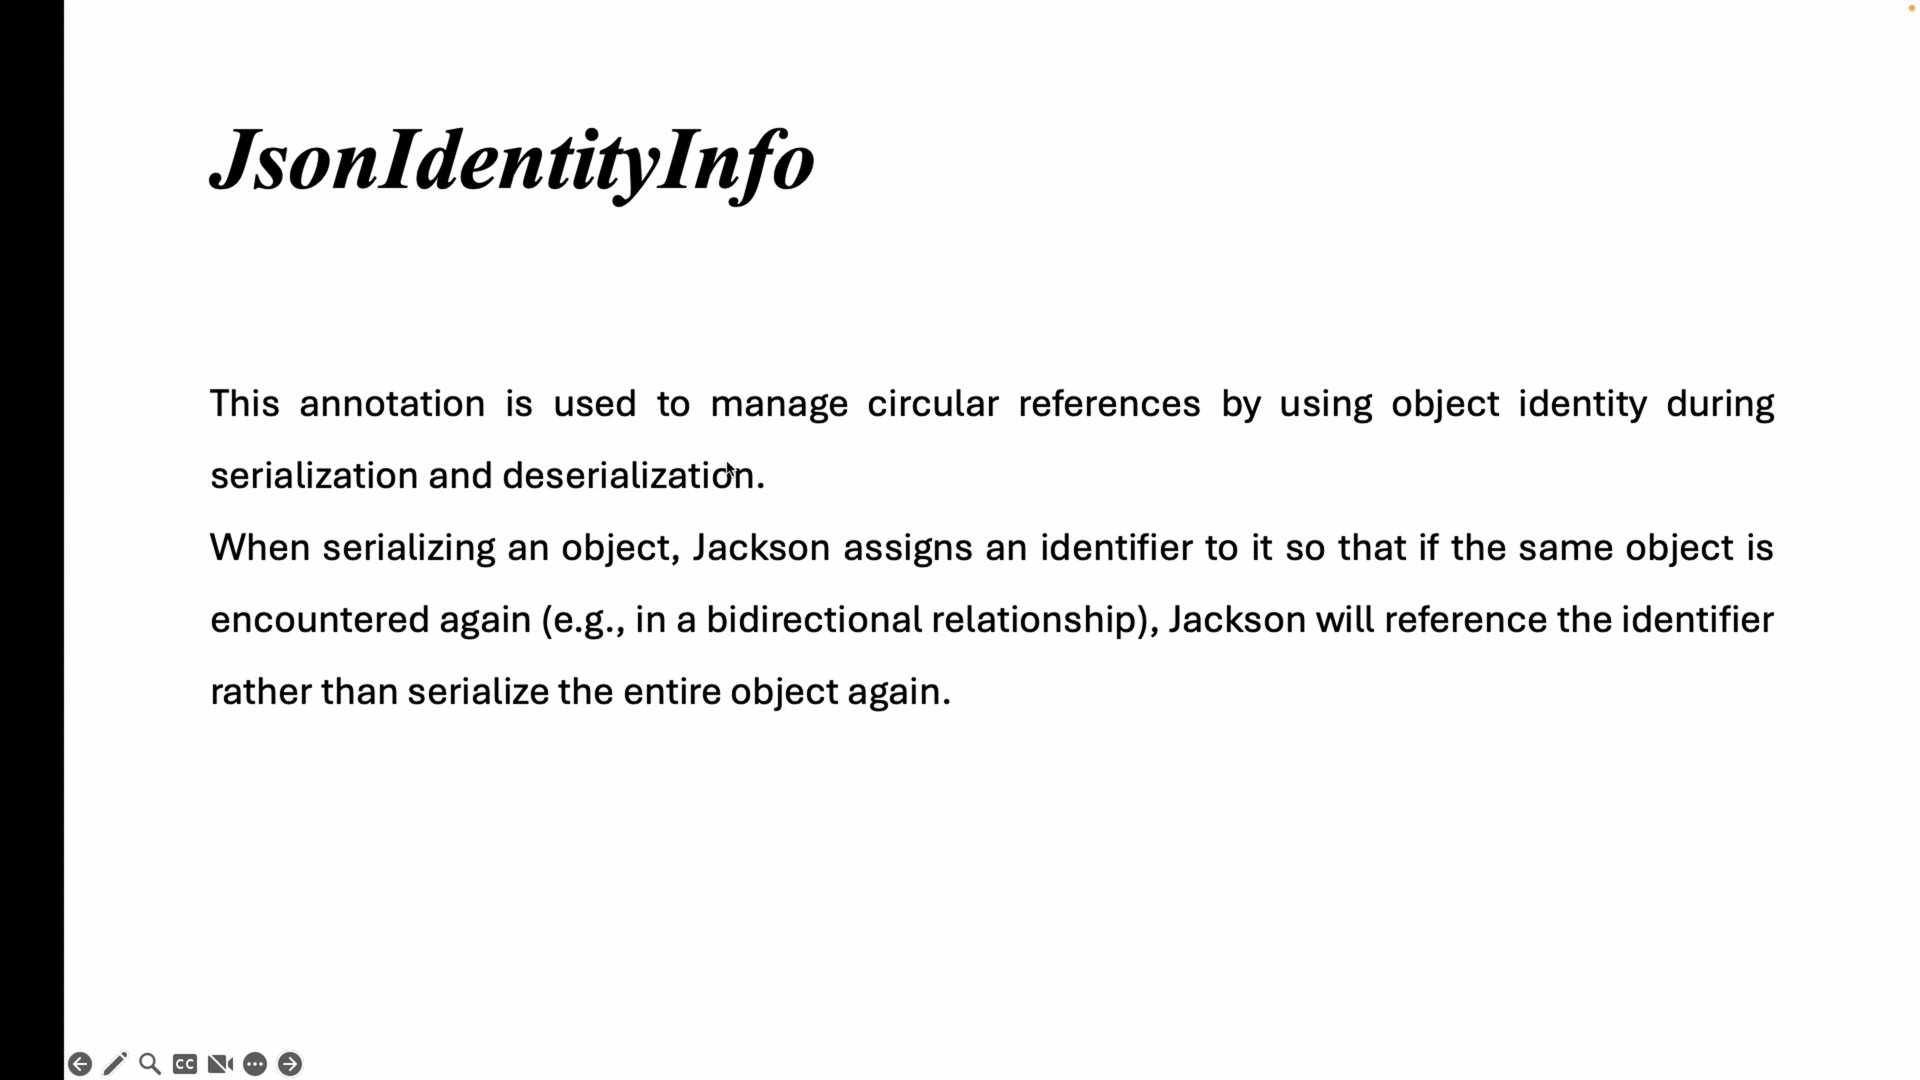 JsonIdentityInfo
This annotation is used to manage circular references by using object identity during
serialization and deserialization.
When serializing an object, Jackson assigns an identifier to it so that if the same object is
encountered again (e.g., in a bidirectional relationship), Jackson will reference the identifier
rather than serialize the entire object again.
CC